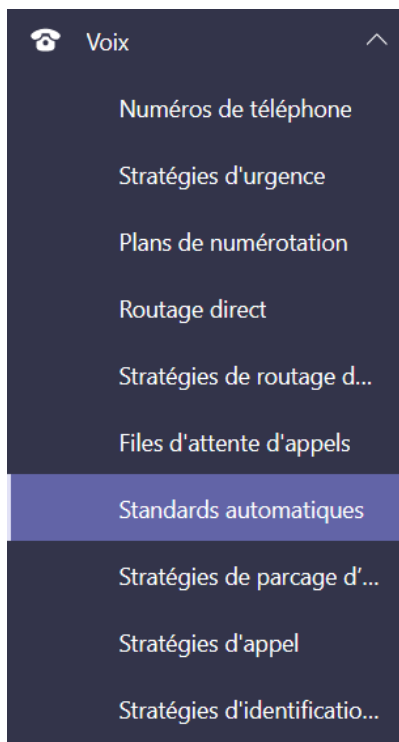 Voix
Numéros de téléphone
Stratégies d'urgence
Plans de numérotation
Routage direct
Stratégies de routage d...
Files d'attente d'appels
Standards automatiques
Stratégies de parcage d’...
Stratégies d'appel
Stratégies d'identificatio...